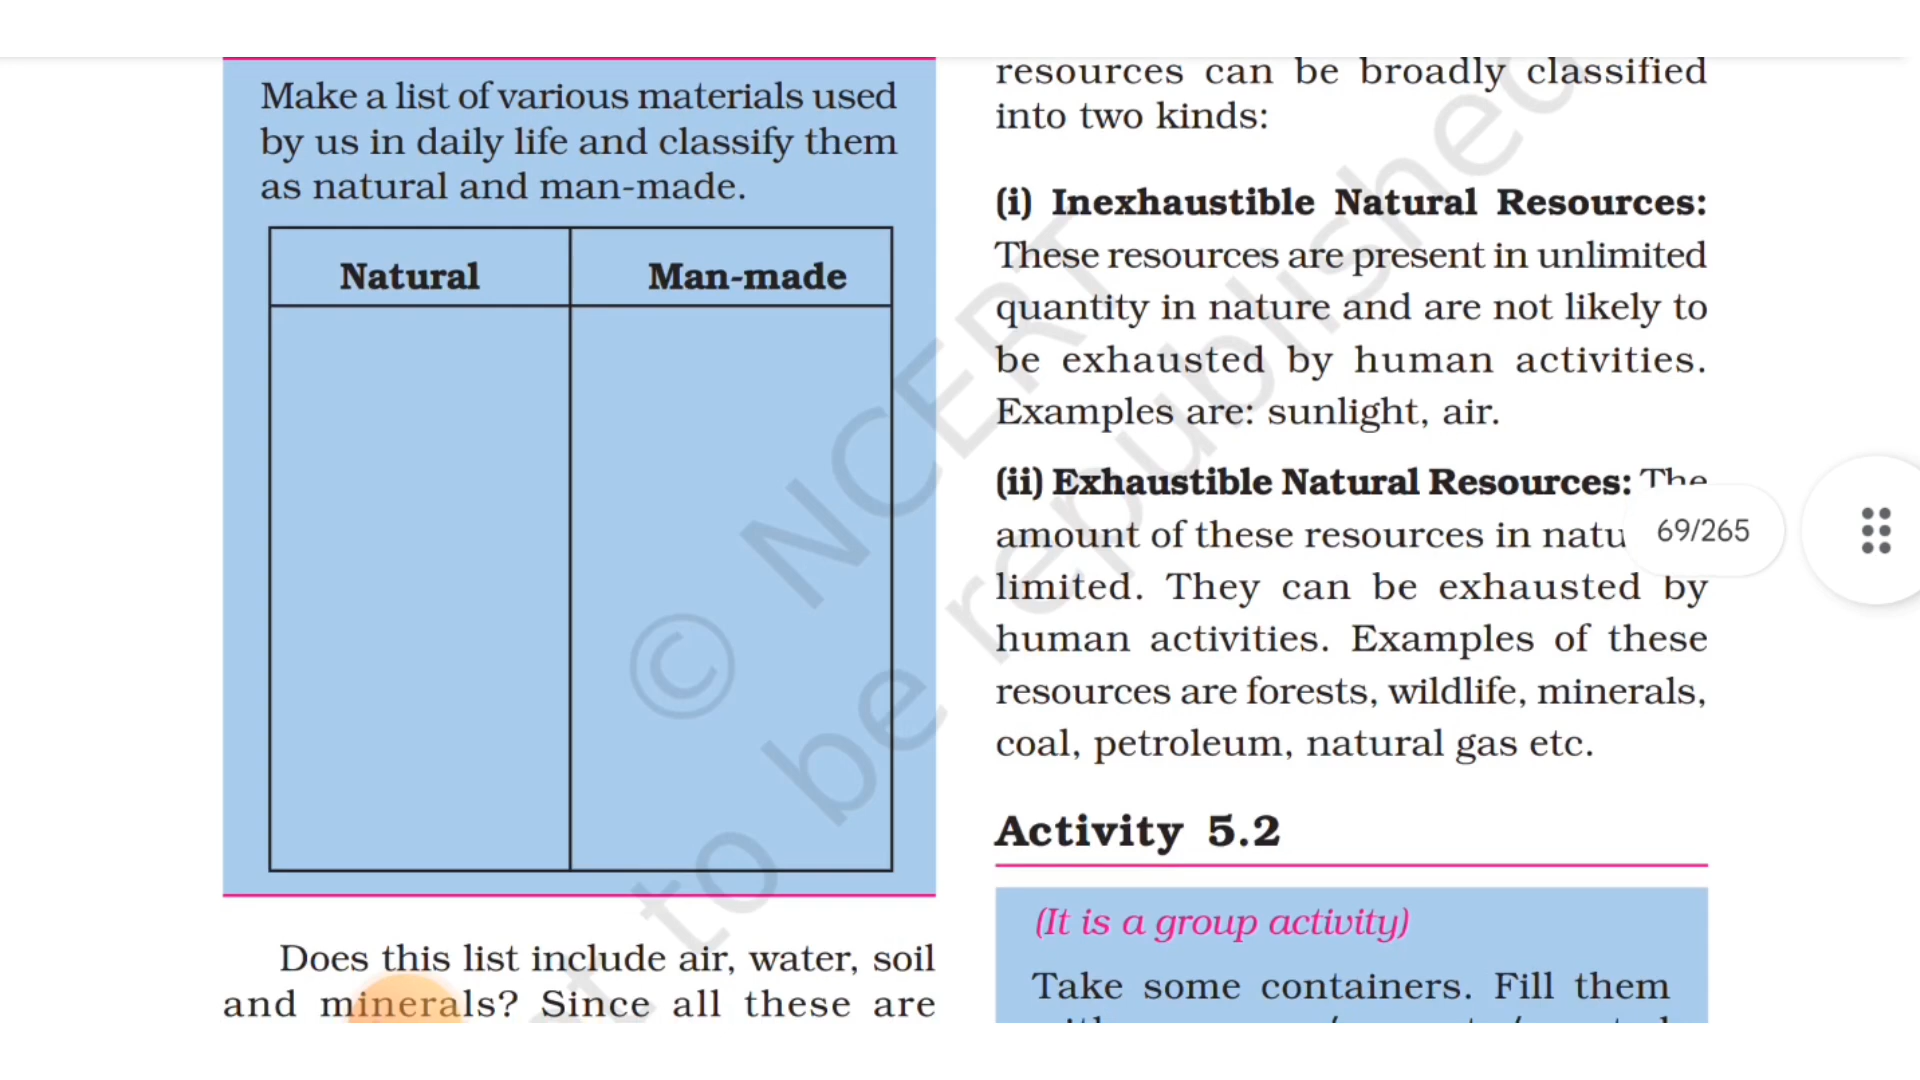 Make a list of various materials used
by us in daily life and classify them
as natural and man-made.
Natural Man-made
Does this list include air, water, soil
and minerals? Since all these are
resources can be broadly classified
into two kinds:
(i) Inexhaustible Natural Resources:
These resources are present in unlimited
quantity in nature and are not likely to
be exhausted by human activities.
Examples are: sunlight, air.
(ii) Exhaustible Natural Resources: The
amount of these resources in natu
limited. They can be exhausted by
human activities. Examples of these
resources are forests, wildlife, minerals,
coal, petroleum, natural gas etc.
Activity 5.2
(It is a group activity)
Take some containers. Fill them
69/265
© NCERT
to be republished